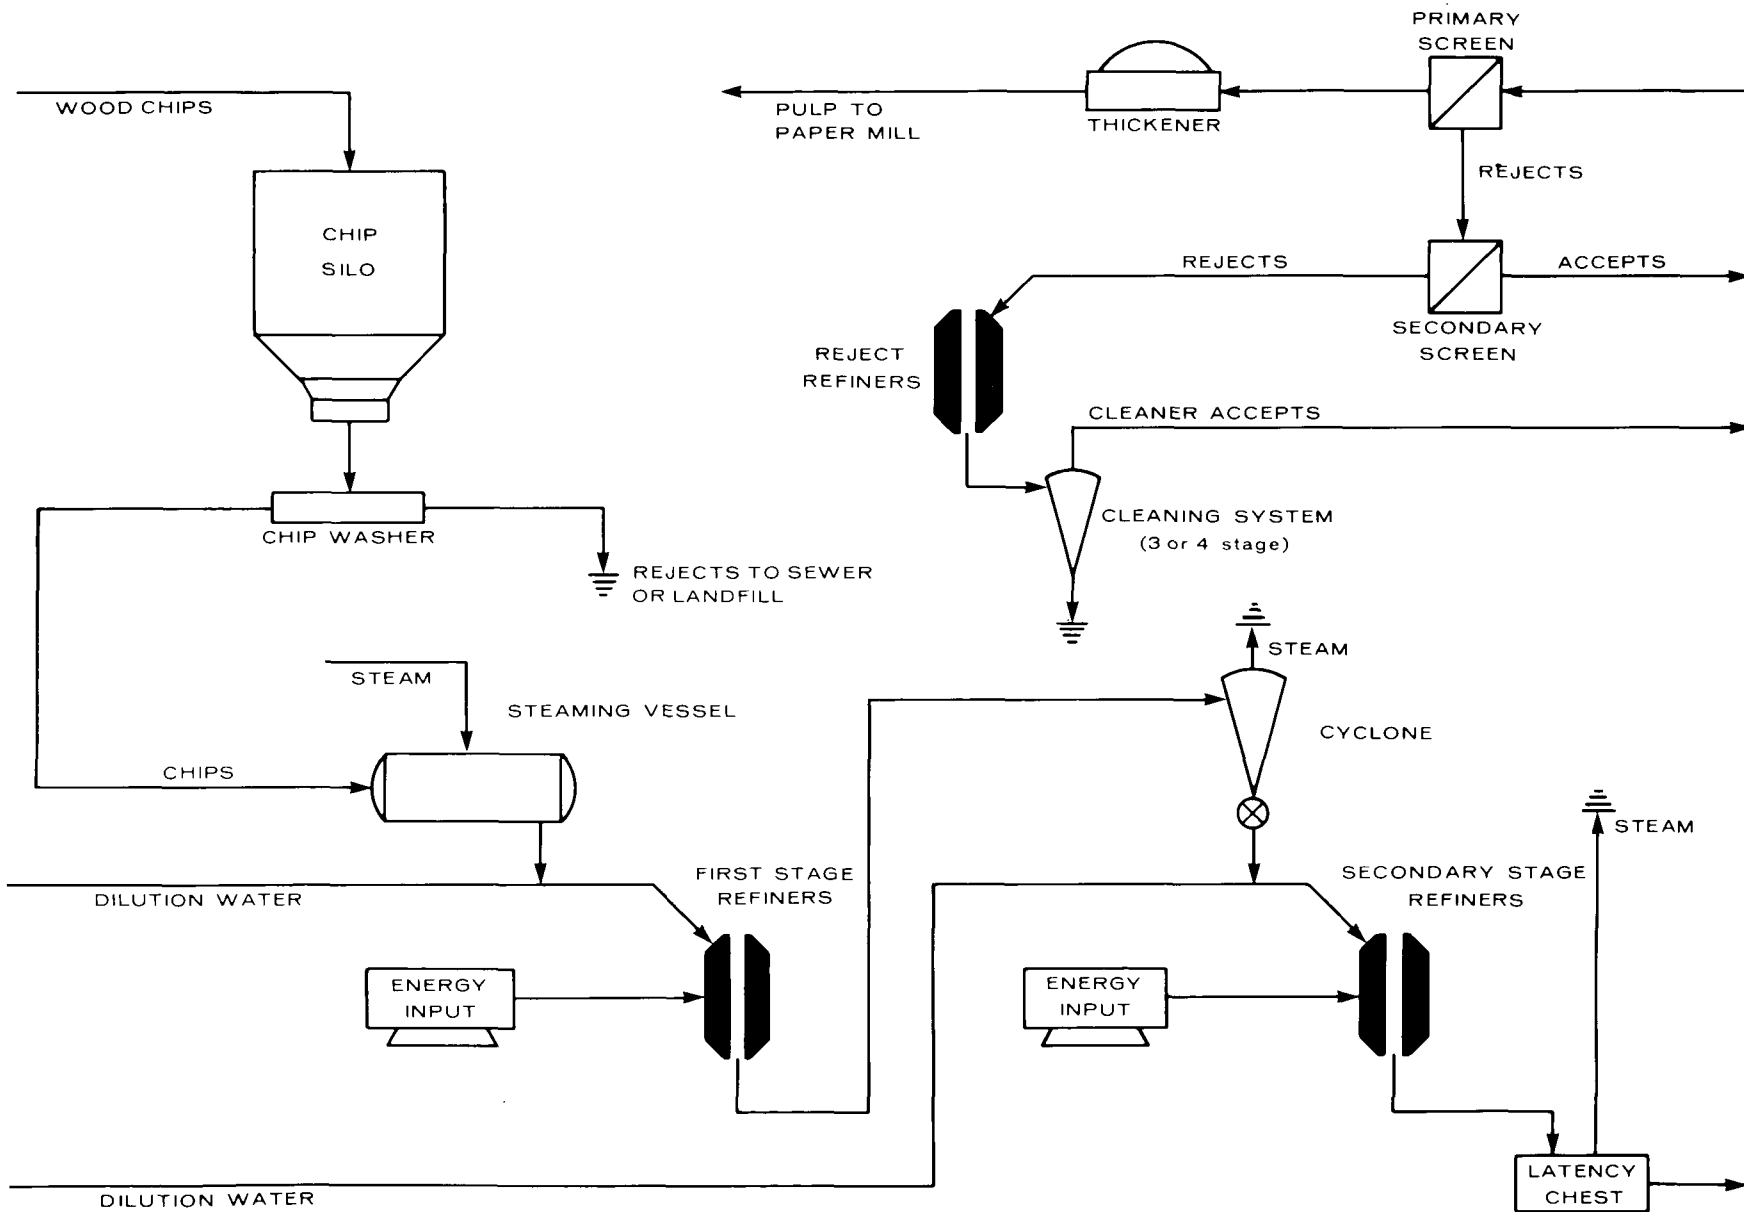 PRIMARY
SCREEN
WOOD CHIPS
PULP TO
PAPER MILL
THICKENER
REJECTS
CHIP
SILO
REJECTS
ACCEPTS
SECONDARY
SCREEN
REJECT
REFINERS
CLEANER ACCEPTS
CHIP WASHER
CLEANING SYSTEM
(3 or 4 stage)
REJECTS TO SEWER
OR LANDFILL
STEAM
STEAM
STEAMING VESSEL
CYCLONE
CHIPS
STEAM
DILUTION WATER
FIRST STAGE
REFINERS
SECONDARY STAGE
REFINERS
ENERGY
INPUT
ENERGY
INPUT
LATENCY
CHEST
DILUTION WATER